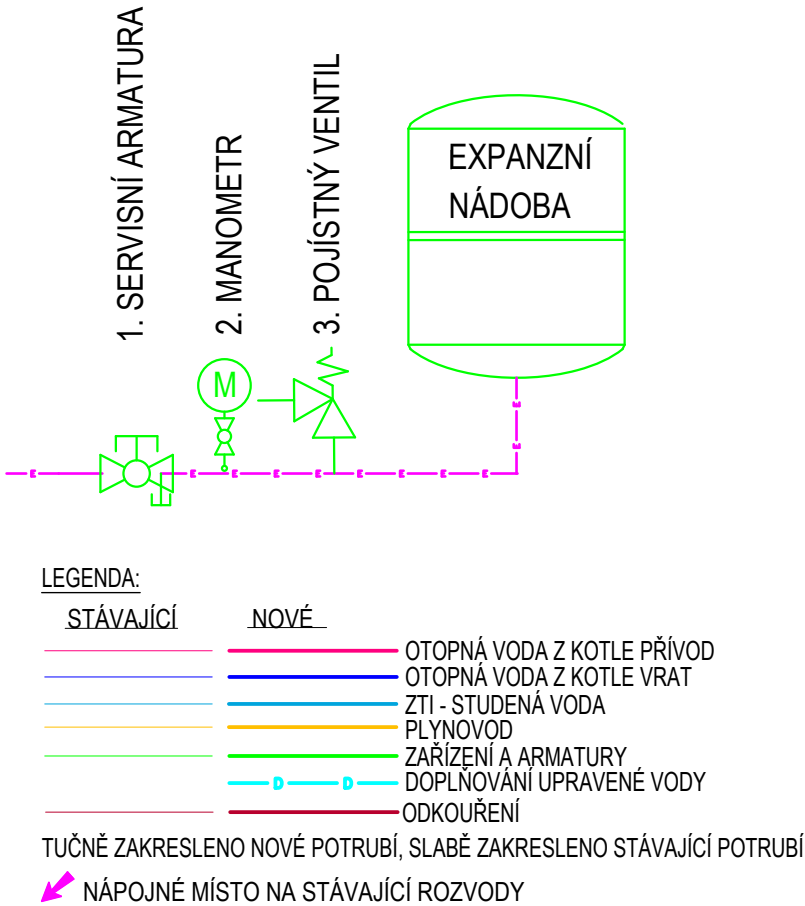 1. SERVISNÍ ARMATURA
2. MANOMETR
3. POJÍSTNÝ VENTIL
EXPANZNÍ
NÁDOBA
M
E E E E E E E E E E
LEGENDA:
STÁVAJÍCÍ NOVÉ
OTOPNÁ VODA Z KOTLE PŘÍVOD
OTOPNÁ VODA Z KOTLE VRAT
ZTI - STUDENÁ VODA
PLYNOVOD
ZAŘÍZENÍ A ARMATURY
D D DOPLŇOVÁNÍ UPRAVENÉ VODY
ODKOUŘENÍ
TUČNĚ ZAKRESLENO NOVÉ POTRUBÍ, SLABĚ ZAKRESLENO STÁVAJÍCÍ POTRUBÍ
NÁPOJNÉ MÍSTO NA STÁVAJÍCÍ ROZVODY